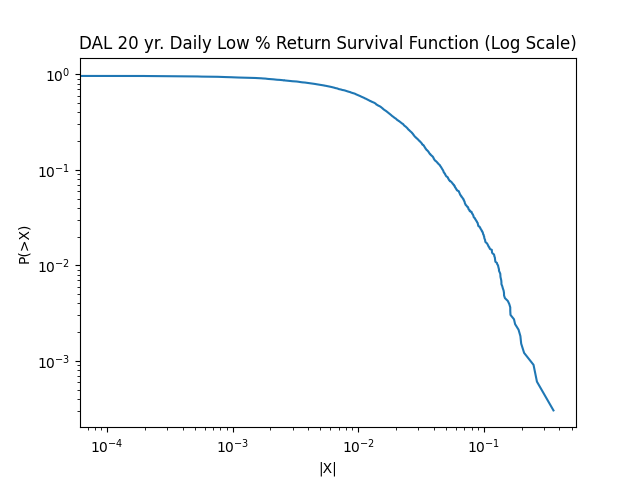 DAL 20 yr. Daily Low % Return Survival Function (Log Scale)
P(>X)
10⁰
10⁻¹
10⁻²
10⁻³
10⁻⁴
10⁻³
10⁻²
10⁻¹
|X|